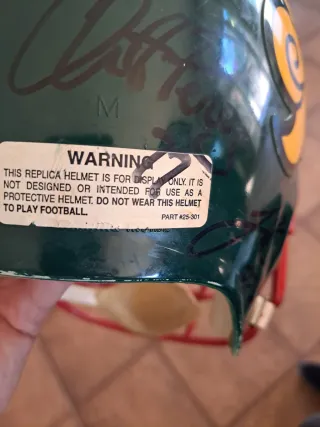 M
WARNING
THIS REPLICA HELMET IS FOR DISPLAY ONLY. IT IS
NOT DESIGNED OR INTENDED FOR USE AS A
PROTECTIVE HELMET. DO NOT WEAR THIS HELMET
TO PLAY FOOTBALL.
PART #25-301